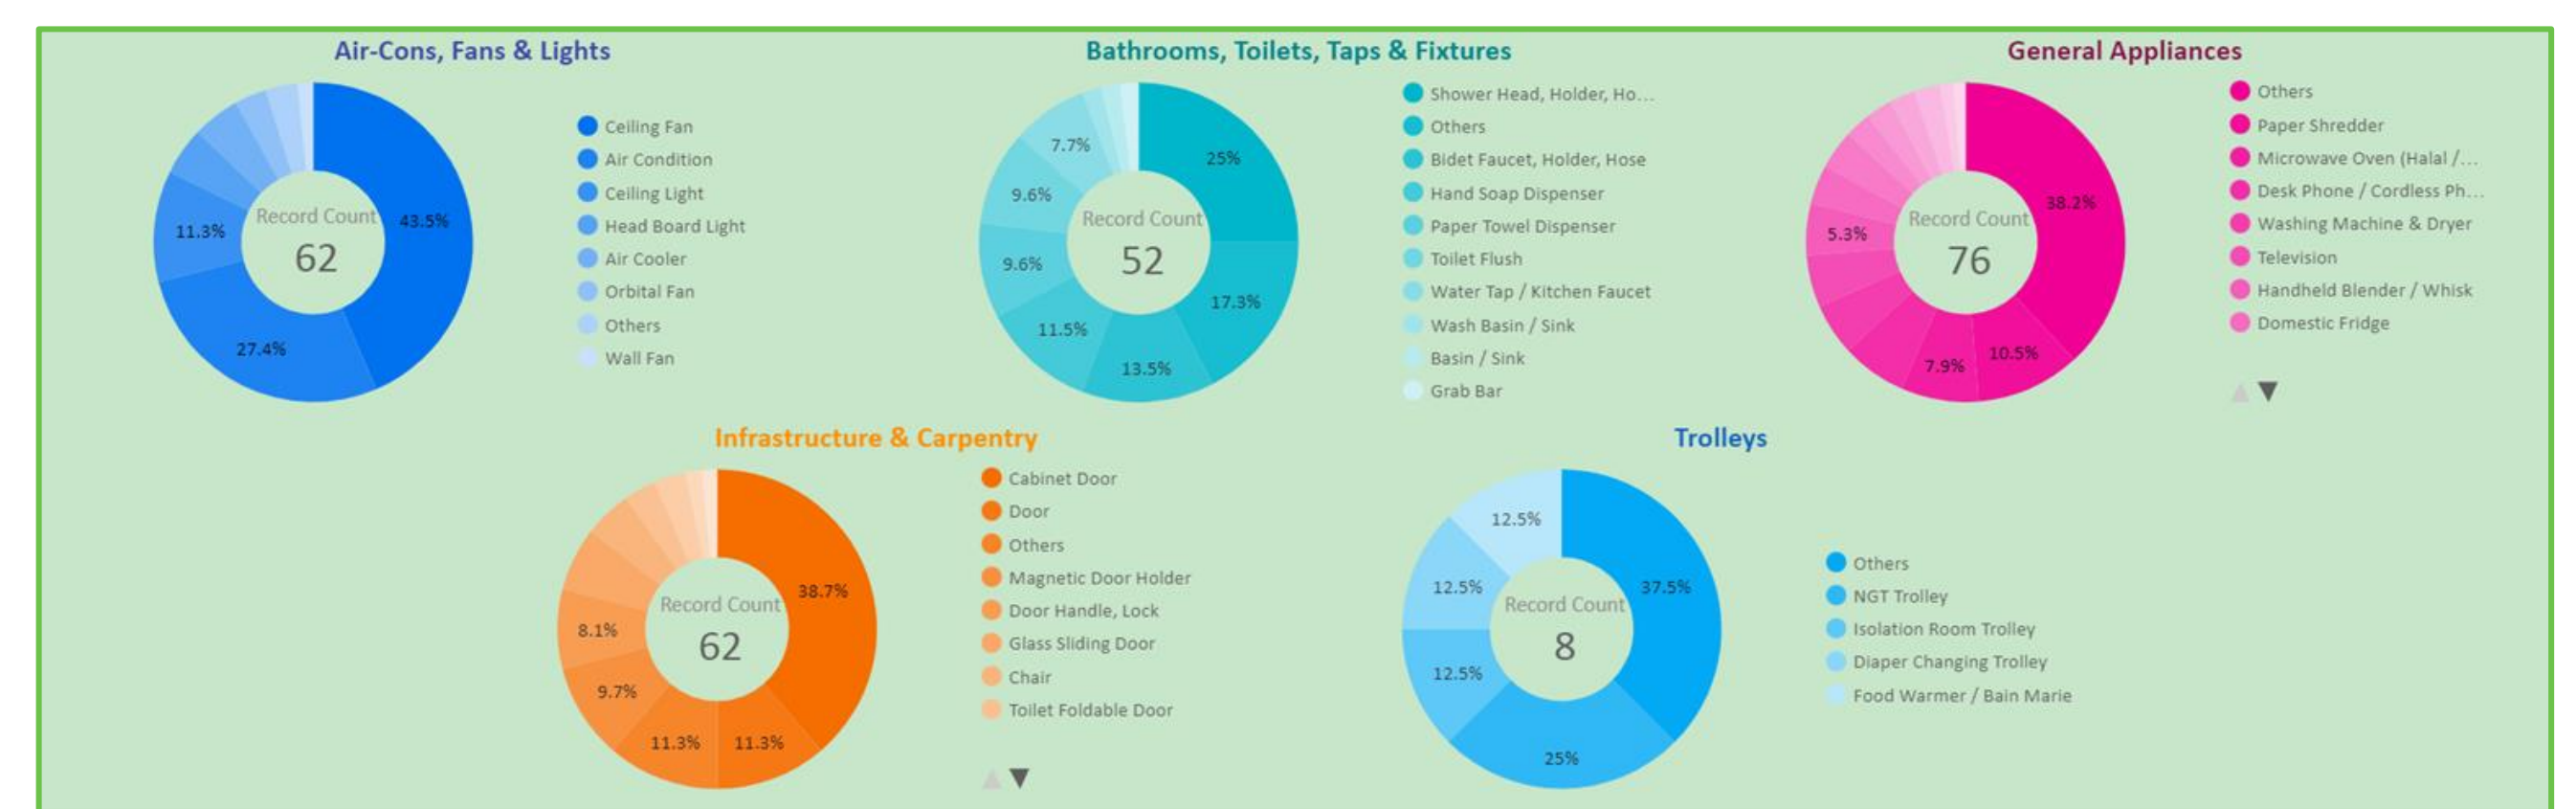 Air-Cons, Fans & Lights
43.5%
27.4%
11.3%
Record Count
62
Ceiling Fan
Air Condition
Ceiling Light
Head Board Light
Air Cooler
Orbital Fan
Others
Wall Fan
Bathrooms, Toilets, Taps & Fixtures
25%
17.3%
13.5%
11.5%
9.6%
9.6%
7.7%
Record Count
52
Shower Head, Holder, Ho...
Others
Bidet Faucet, Holder, Hose
Hand Soap Dispenser
Paper Towel Dispenser
Toilet Flush
Water Tap / Kitchen Faucet
Wash Basin / Sink
Basin / Sink
Grab Bar
General Appliances
38.2%
10.5%
7.9%
5.3%
Record Count
76
Others
Paper Shredder
Microwave Oven (Halal /...
Desk Phone / Cordless Ph...
Washing Machine & Dryer
Television
Handheld Blender / Whisk
Domestic Fridge
Infrastructure & Carpentry
38.7%
11.3%
11.3%
9.7%
8.1%
Record Count
62
Cabinet Door
Door
Others
Magnetic Door Holder
Door Handle, Lock
Glass Sliding Door
Chair
Toilet Foldable Door
Trolleys
37.5%
25%
12.5%
12.5%
12.5%
Record Count
8
Others
NGT Trolley
Isolation Room Trolley
Diaper Changing Trolley
Food Warmer / Bain Marie